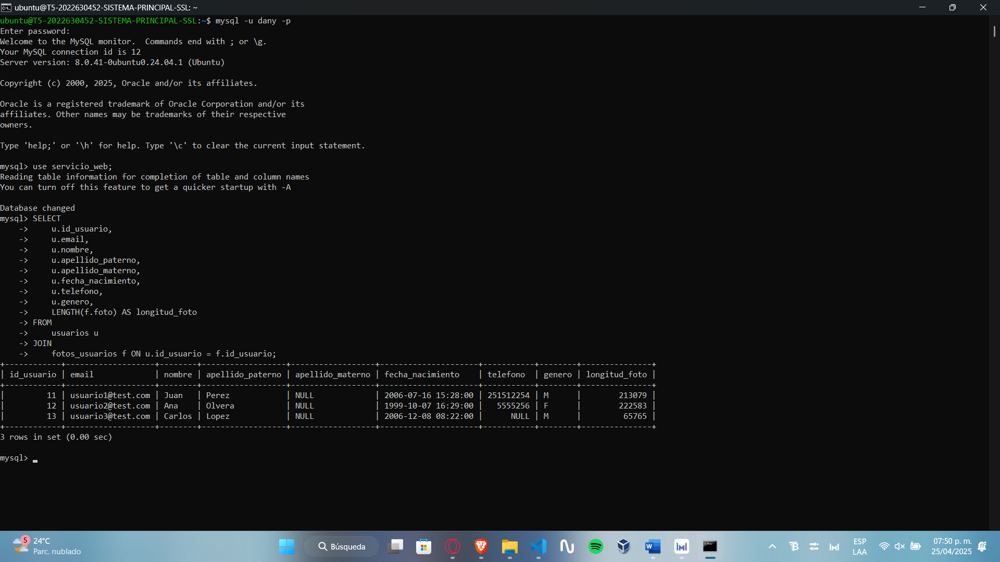 ubuntu@T5-2022630452-SISTEMA-PRINCIPAL-SSL: ~
ubuntu@T5-2022630452-SISTEMA-PRINCIPAL-SSL:~$ mysql -u dany -p
Enter password:
Welcome to the MySQL monitor.  Commands end with ; or \g.
Your MySQL connection id is 12
Server version: 8.0.41-0ubuntu0.24.04.1 (Ubuntu)

Copyright (c) 2000, 2025, Oracle and/or its affiliates.

Oracle is a registered trademark of Oracle Corporation and/or its
affiliates. Other names may be trademarks of their respective
owners.

Type 'help;' or '\h' for help. Type '\c' to clear the current input statement.

mysql> use servicio_web;
Reading table information for completion of table and column names
You can turn off this feature to get a quicker startup with -A

Database changed
mysql> SELECT
    ->     u.id_usuario,
    ->     u.email,
    ->     u.nombre,
    ->     u.apellido_paterno,
    ->     u.apellido_materno,
    ->     u.fecha_nacimiento,
    ->     u.telefono,
    ->     u.genero,
    ->     LENGTH(f.foto) AS longitud_foto
    -> FROM
    ->     usuarios u
    -> JOIN
    ->     fotos_usuarios f ON u.id_usuario = f.id_usuario;
+------------+-------------------+--------+------------------+------------------+---------------------+-----------+--------+---------------+
| id_usuario | email             | nombre | apellido_paterno | apellido_materno | fecha_nacimiento    | telefono  | genero | longitud_foto |
+------------+-------------------+--------+------------------+------------------+---------------------+-----------+--------+---------------+
|         11 | usuario1@test.com | Juan   | Perez            | NULL             | 2006-07-16 15:28:00 | 251512254 | M      |        213079 |
|         12 | usuario2@test.com | Ana    | Olvera           | NULL             | 1999-10-07 16:29:00 |   5555256 | F      |        222583 |
|         13 | usuario3@test.com | Carlos | Lopez            | NULL             | 2006-12-08 08:22:00 |      NULL | M      |         65765 |
+------------+-------------------+--------+------------------+------------------+---------------------+-----------+--------+---------------+
3 rows in set (0.00 sec)

mysql>
5
24°C
Parc. nublado
Búsqueda
ESP
LAA
07:50 p. m.
25/04/2025